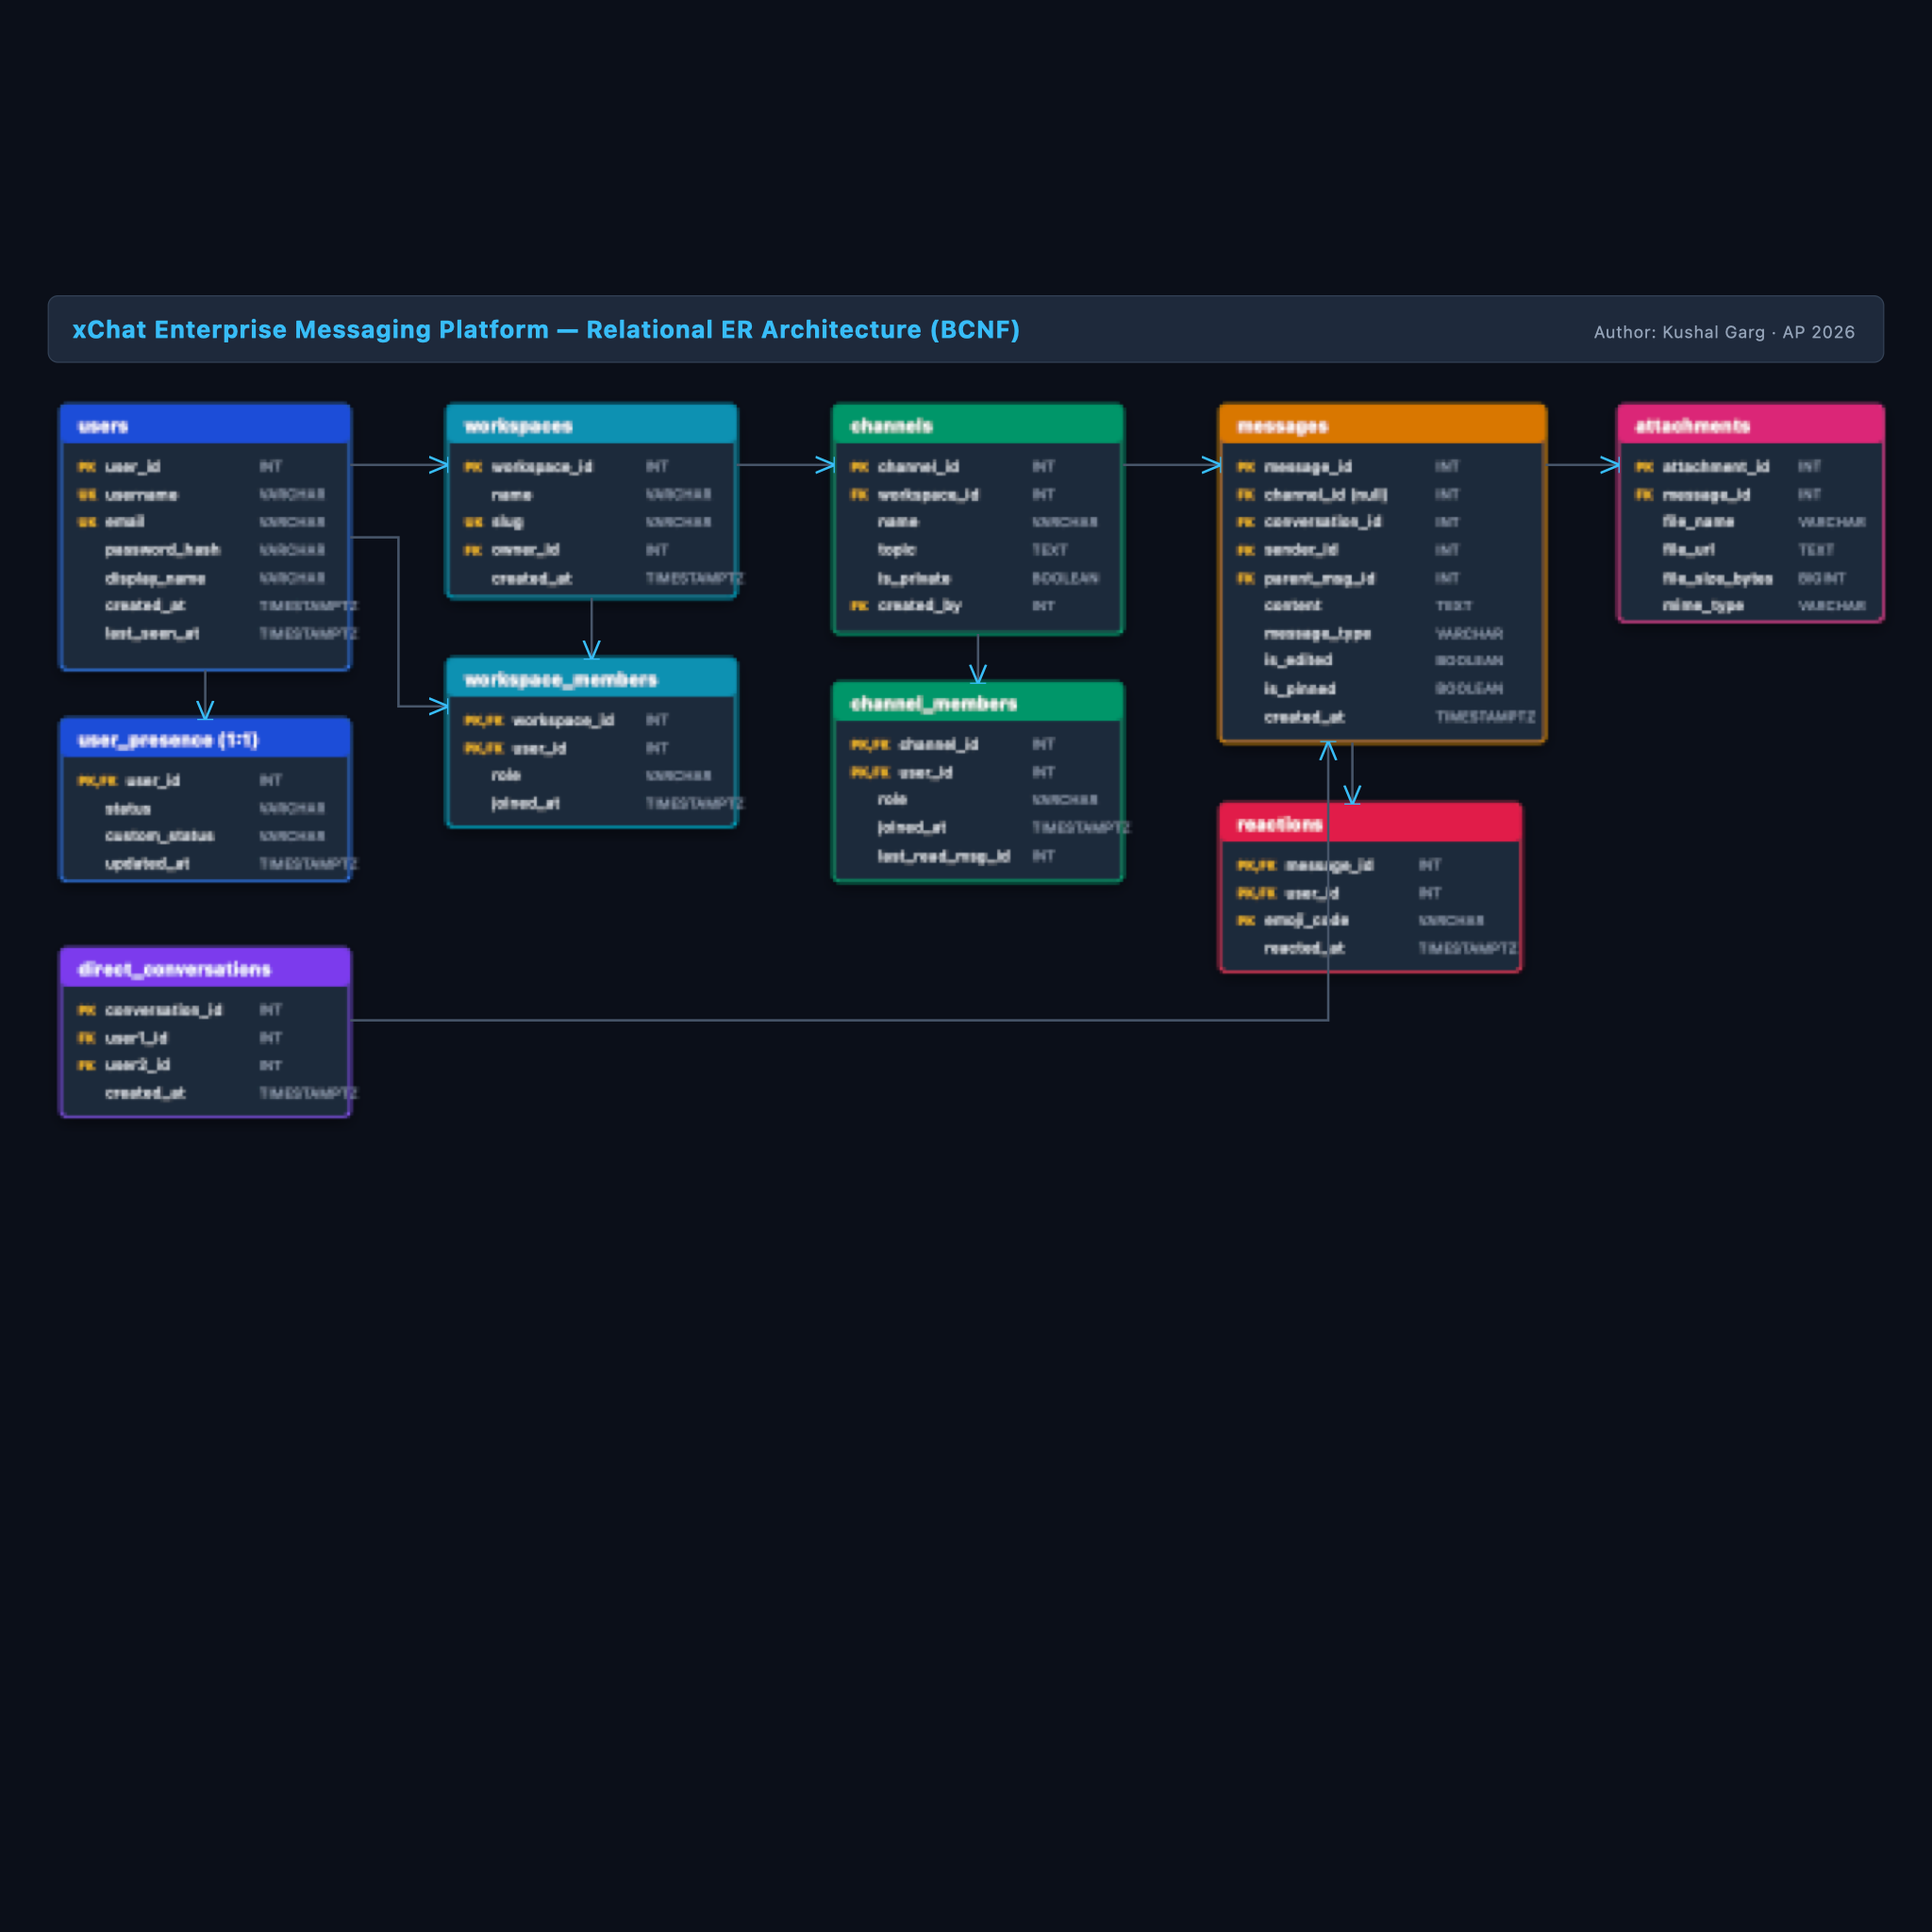 xChat Enterprise Messaging Platform — Relational ER Architecture (BCNF)
Author: Kushal Garg · AP 2026
users
PK user_id INT
UK username VARCHAR
UK email VARCHAR
password_hash VARCHAR
display_name VARCHAR
created_at TIMESTAMPTZ
last_seen_at TIMESTAMPTZ
user_presence (1:1)
PK/FK user_id INT
status VARCHAR
custom_status VARCHAR
updated_at TIMESTAMPTZ
direct_conversations
PK conversation_id INT
FK user1_id INT
FK user2_id INT
created_at TIMESTAMPTZ
workspaces
PK workspace_id INT
name VARCHAR
UK slug VARCHAR
FK owner_id INT
created_at TIMESTAMPTZ
workspace_members
PK/FK workspace_id INT
PK/FK user_id INT
role VARCHAR
joined_at TIMESTAMPTZ
channels
PK channel_id INT
FK workspace_id INT
name VARCHAR
topic TEXT
is_private BOOLEAN
FK created_by INT
channel_members
PK/FK channel_id INT
PK/FK user_id INT
role VARCHAR
joined_at TIMESTAMPTZ
last_read_msg_id INT
messages
PK message_id INT
FK channel_id (null) INT
FK conversation_id INT
FK sender_id INT
FK parent_msg_id INT
content TEXT
message_type VARCHAR
is_edited BOOLEAN
is_pinned BOOLEAN
created_at TIMESTAMPTZ
reactions
PK/FK message_id INT
PK/FK user_id INT
PK emoji_code VARCHAR
reacted_at TIMESTAMPTZ
attachments
PK attachment_id INT
FK message_id INT
file_name VARCHAR
file_url TEXT
file_size_bytes BIGINT
mime_type VARCHAR